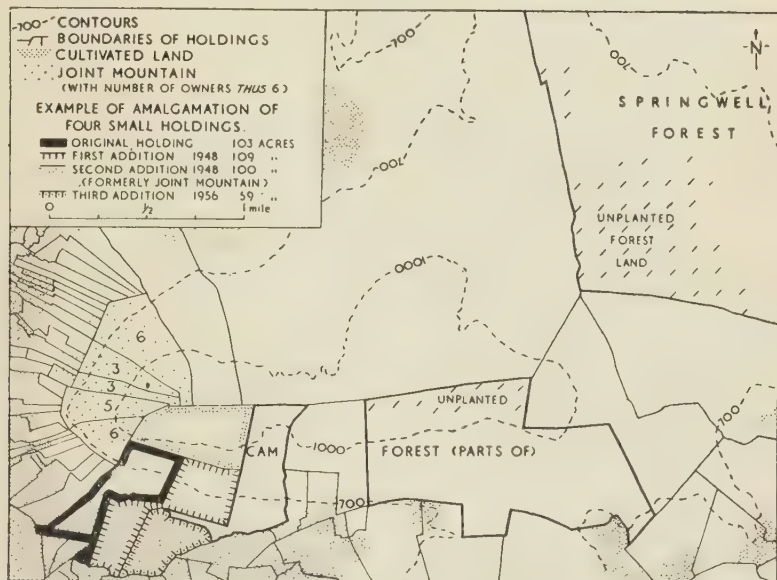 -700- CONTOURS
BOUNDARIES OF HOLDINGS
CULTIVATED LAND
JOINT MOUNTAIN
(WITH NUMBER OF OWNERS THUS 6)
EXAMPLE OF AMALGAMATION OF
FOUR SMALL HOLDINGS.
ORIGINAL HOLDING 103 ACRES
FIRST ADDITION 1948 109 "
SECOND ADDITION 1948 100 "
(FORMERLY JOINT MOUNTAIN)
THIRD ADDITION 1956 59 "
0 1/2 1 mile
700
700
N
SPRINGWELL
FOREST
700
UNPLANTED
FOREST
LAND
1000
6
3
3
5
6
UNPLANTED
CAM
1000
FOREST (PARTS OF)
700
700